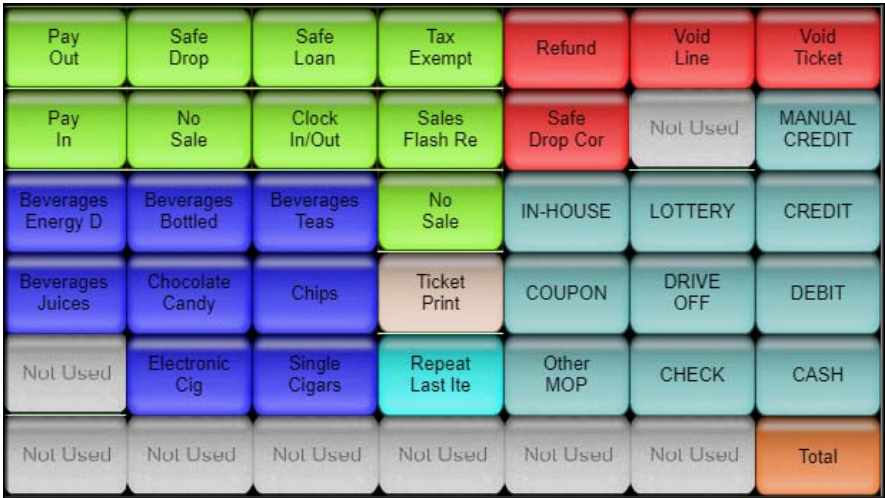 Pay
Out
Safe
Drop
Safe
Loan
Tax
Exempt
Refund
Void
Line
Void
Ticket
Pay
In
No
Sale
Clock
In/Out
Sales
Flash Re
Safe
Drop Cor
Not Used
MANUAL
CREDIT
Beverages
Energy D
Beverages
Bottled
Beverages
Teas
No
Sale
IN-HOUSE
LOTTERY
CREDIT
Beverages
Juices
Chocolate
Candy
Chips
Ticket
Print
COUPON
DRIVE
OFF
DEBIT
Not Used
Electronic
Cig
Single
Cigars
Repeat
Last Ite
Other
MOP
CHECK
CASH
Not Used
Not Used
Not Used
Not Used
Not Used
Not Used
Total